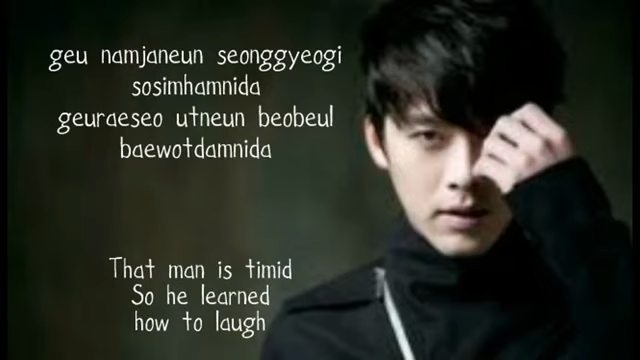 geu namjaneun seonggyeogi
sosimhamnida
geuraeseo utneun beobeul
baewotdamnida
That man is timid
So he learned
how to laugh